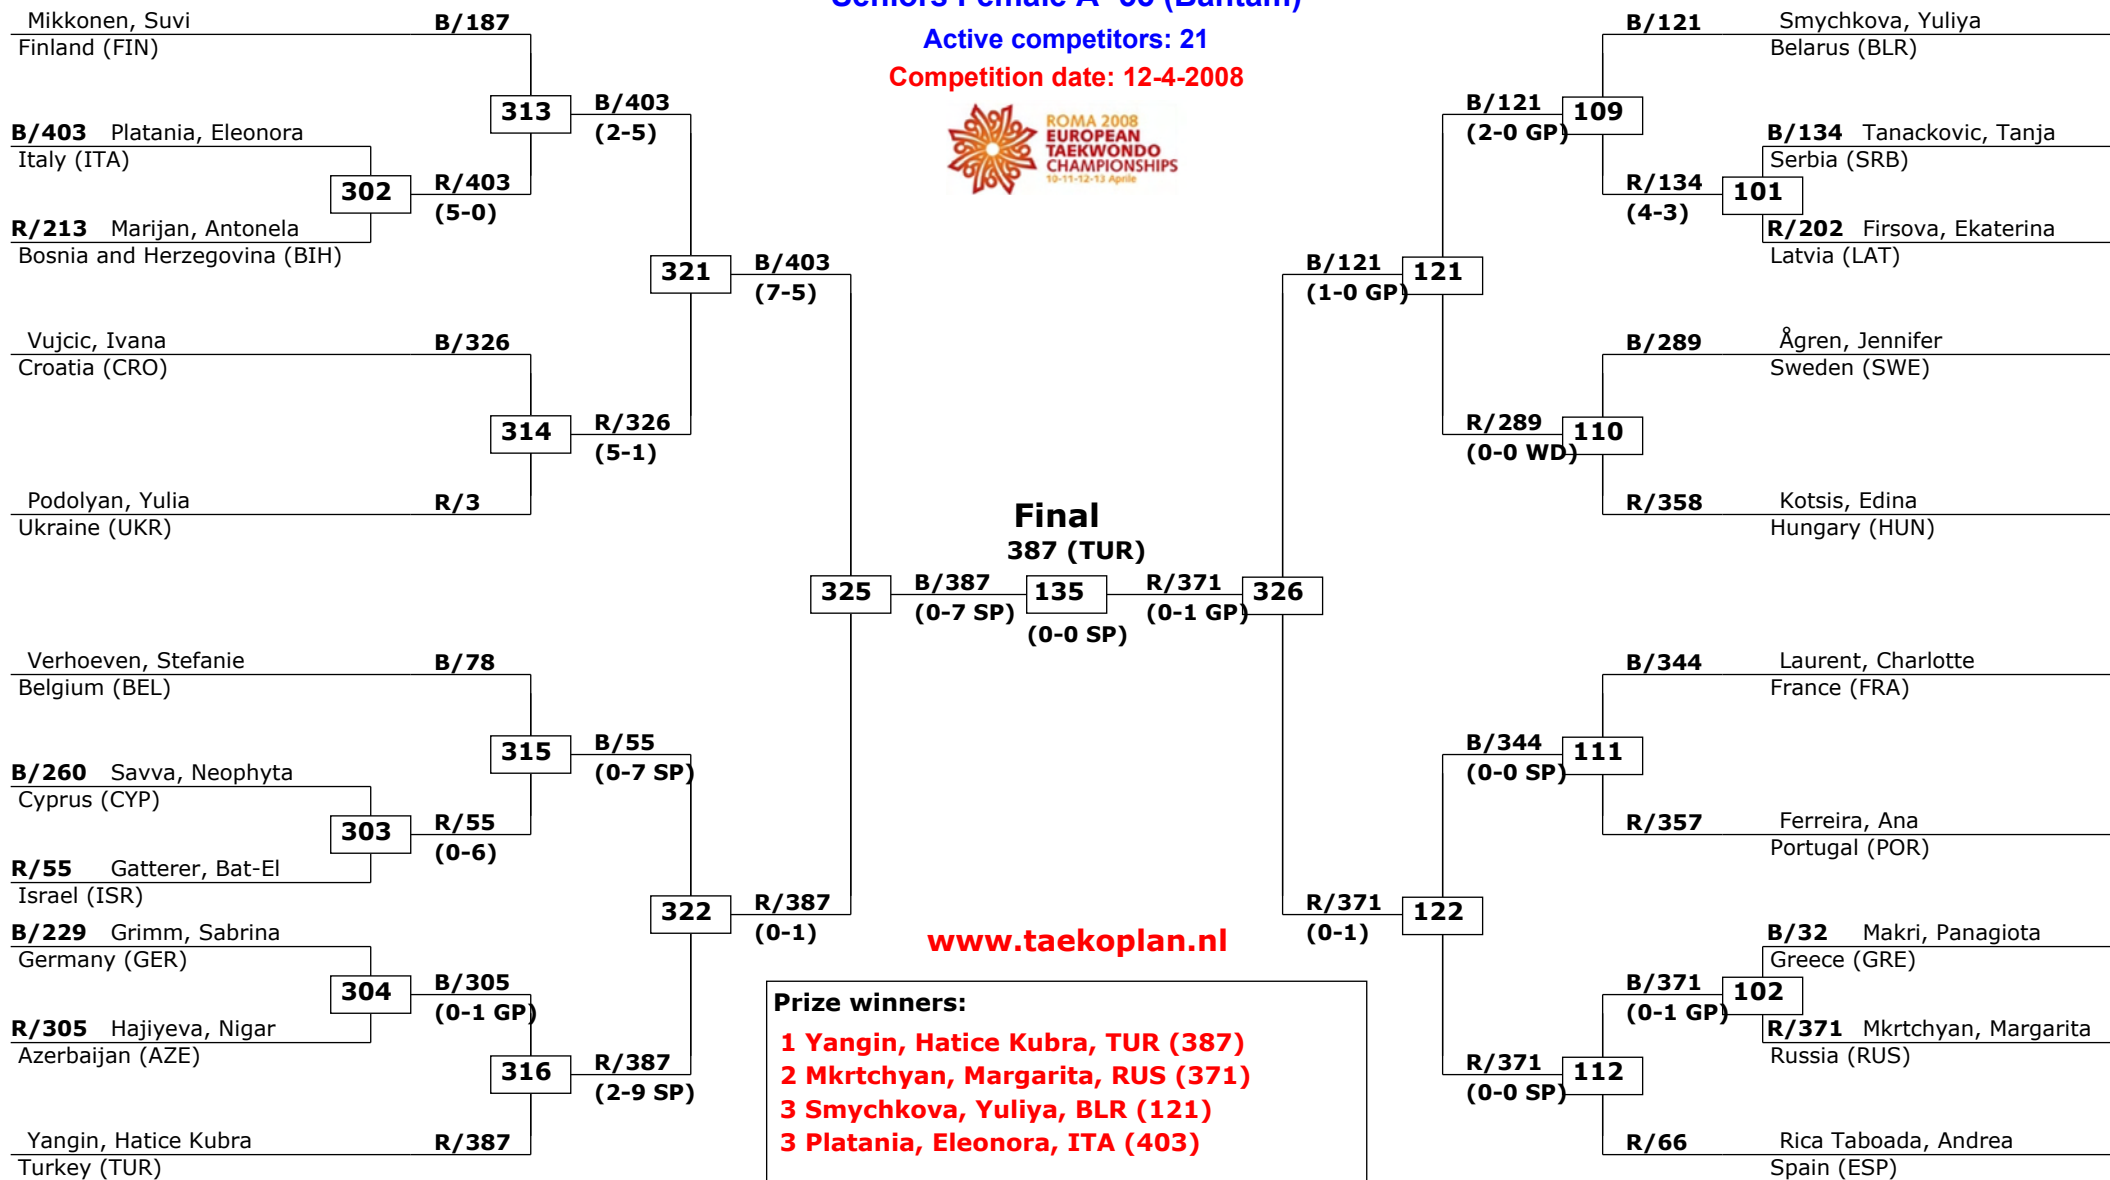 Seniors Female A -55 (Bantam)
Active competitors: 21
Competition date: 12-4-2008
ROMA 2008
EUROPEAN
TAEKWONDO
CHAMPIONSHIPS
10-11-12-13 Aprile
Mikkonen, Suvi B/187
Finland (FIN)
313
B/403
(2-5)
B/403 Platania, Eleonora
Italy (ITA)
302
R/403
(5-0)
R/213 Marijan, Antonela
Bosnia and Herzegovina (BIH)
321
B/403
(7-5)
Vujcic, Ivana B/326
Croatia (CRO)
314
R/326
(5-1)
Podolyan, Yulia R/3
Ukraine (UKR)
Verhoeven, Stefanie B/78
Belgium (BEL)
315
B/55
(0-7 SP)
B/260 Savva, Neophyta
Cyprus (CYP)
303
R/55
(0-6)
R/55 Gatterer, Bat-El
Israel (ISR)
322
R/387
(0-1)
B/229 Grimm, Sabrina
Germany (GER)
304
B/305
(0-1 GP)
R/305 Hajiyeva, Nigar
Azerbaijan (AZE)
316
R/387
(2-9 SP)
Yangin, Hatice Kubra R/387
Turkey (TUR)
Final
387 (TUR)
325
B/387
(0-7 SP)
135
(0-0 SP)
R/371
(0-1 GP)
326
B/121 Smychkova, Yuliya
Belarus (BLR)
B/121
(2-0 GP)
109
B/134 Tanackovic, Tanja
Serbia (SRB)
R/134
(4-3)
101
R/202 Firsova, Ekaterina
Latvia (LAT)
B/121
(1-0 GP)
121
B/289 Ågren, Jennifer
Sweden (SWE)
R/289
(0-0 WD)
110
R/358 Kotsis, Edina
Hungary (HUN)
B/344 Laurent, Charlotte
France (FRA)
B/344
(0-0 SP)
111
R/357 Ferreira, Ana
Portugal (POR)
R/371
(0-1)
122
B/32 Makri, Panagiota
Greece (GRE)
B/371
(0-1 GP)
102
R/371 Mkrtchyan, Margarita
Russia (RUS)
R/371
(0-0 SP)
112
R/66 Rica Taboada, Andrea
Spain (ESP)
www.taekoplan.nl
Prize winners:
1 Yangin, Hatice Kubra, TUR (387)
2 Mkrtchyan, Margarita, RUS (371)
3 Smychkova, Yuliya, BLR (121)
3 Platania, Eleonora, ITA (403)